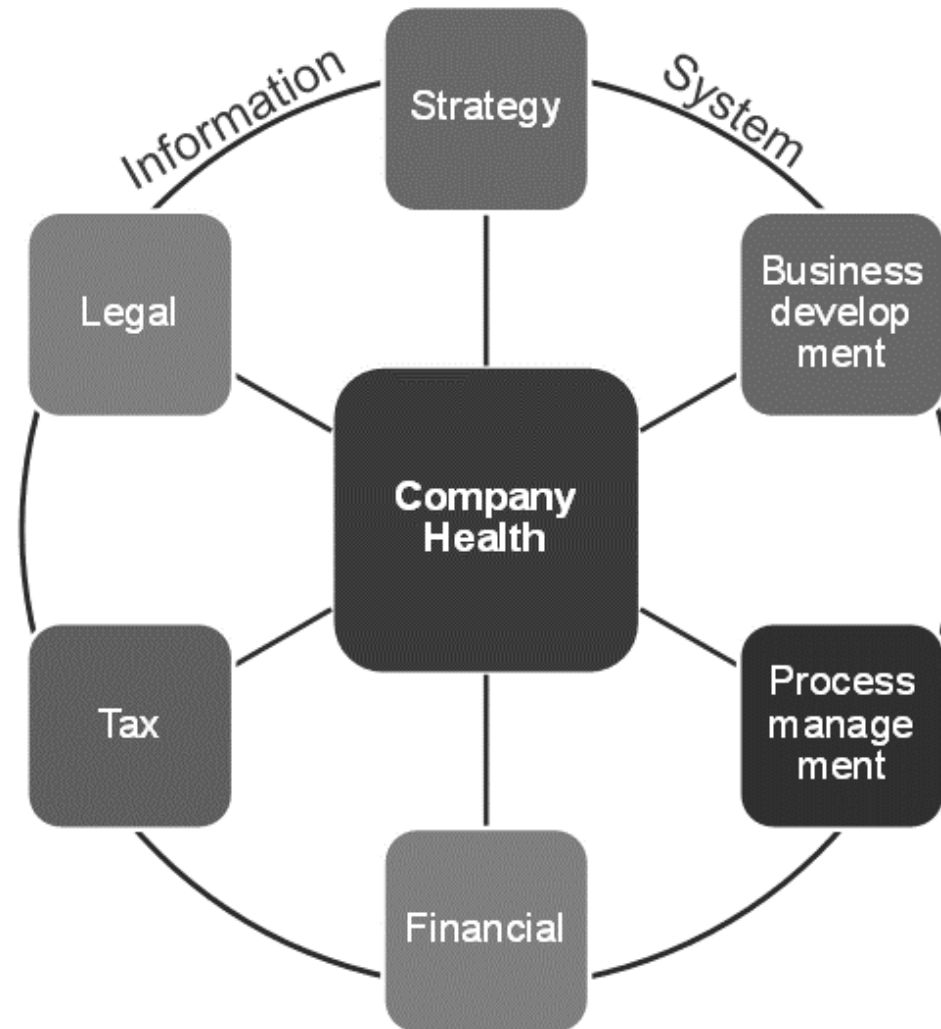 Information
System
Strategy
Legal
Business
develop
ment
Company
Health
Tax
Process
manage
ment
Financial